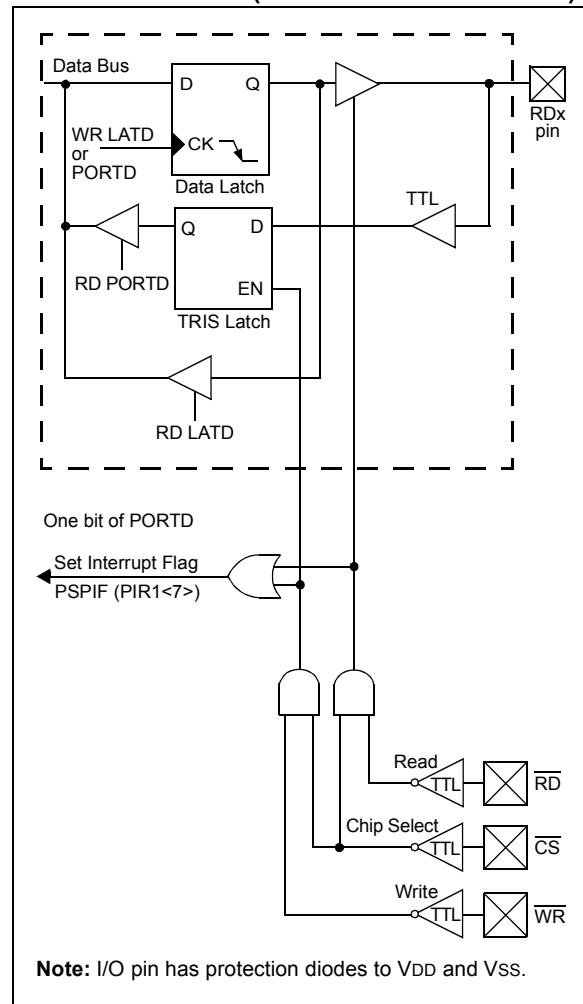 Data Bus
D Q
WR LATD
or
PORTD
CK
Data Latch
RDx
pin
TTL
Q D
RD PORTD
EN
TRIS Latch
RD LATD
One bit of PORTD
Set Interrupt Flag
PSPIF (PIR1<7>)
Read
TTL
RD
Chip Select
TTL
CS
Write
TTL
WR
Note: I/O pin has protection diodes to VDD and VSS.